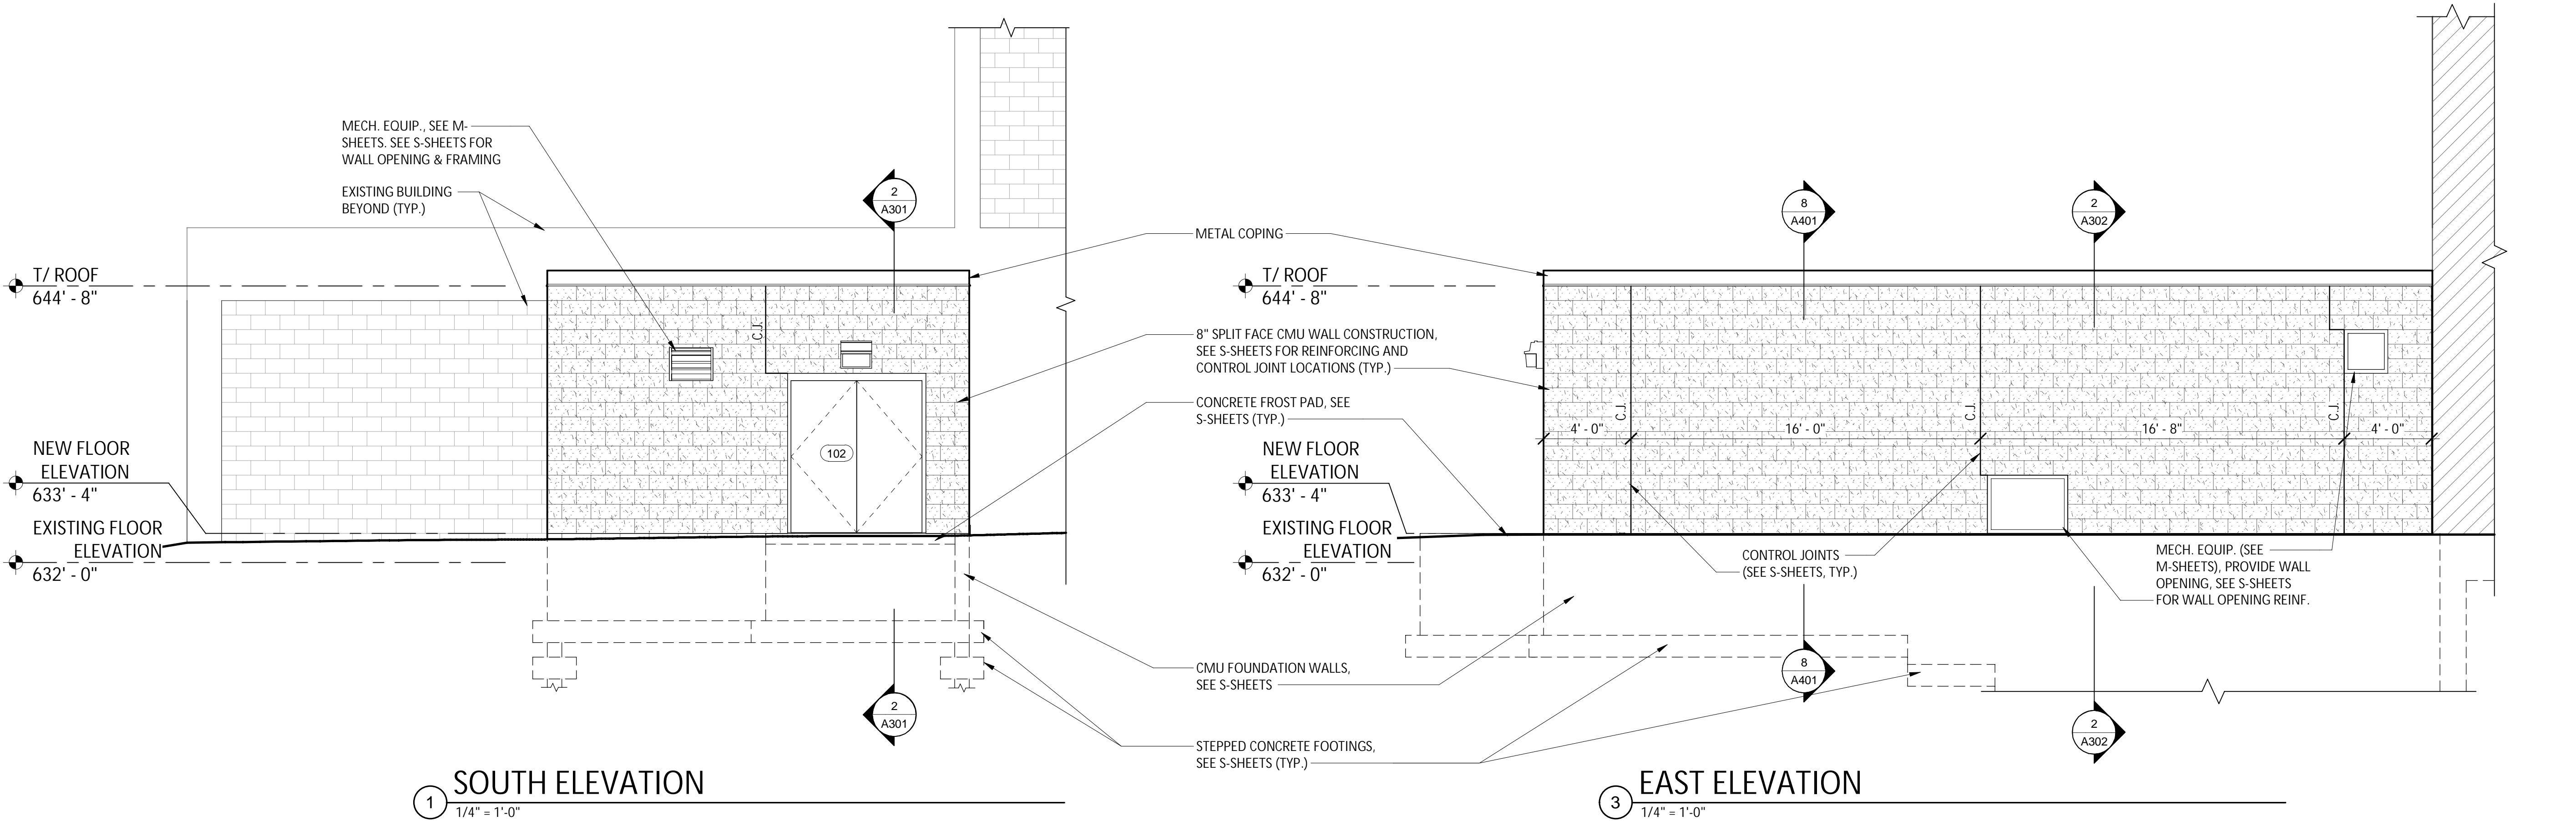 MECH. EQUIP., SEE M-
SHEETS. SEE S-SHEETS FOR
WALL OPENING & FRAMING
EXISTING BUILDING
BEYOND (TYP.)
2
A301
T/ ROOF
644' - 8"
C.J.
102
NEW FLOOR
ELEVATION
633' - 4"
EXISTING FLOOR
ELEVATION
632' - 0"
2
A301
1
SOUTH ELEVATION
1/4" = 1'-0"
METAL COPING
8" SPLIT FACE CMU WALL CONSTRUCTION,
SEE S-SHEETS FOR REINFORCING AND
CONTROL JOINT LOCATIONS (TYP.)
CONCRETE FROST PAD, SEE
S-SHEETS (TYP.)
CMU FOUNDATION WALLS,
SEE S-SHEETS
STEPPED CONCRETE FOOTINGS,
SEE S-SHEETS (TYP.)
8
A401
2
A302
T/ ROOF
644' - 8"
NEW FLOOR
ELEVATION
633' - 4"
EXISTING FLOOR
ELEVATION
632' - 0"
C.J.
C.J.
C.J.
4' - 0"
16' - 0"
16' - 8"
4' - 0"
CONTROL JOINTS
(SEE S-SHEETS, TYP.)
MECH. EQUIP. (SEE
M-SHEETS), PROVIDE WALL
OPENING, SEE S-SHEETS
FOR WALL OPENING REINF.
8
A401
2
A302
3
EAST ELEVATION
1/4" = 1'-0"